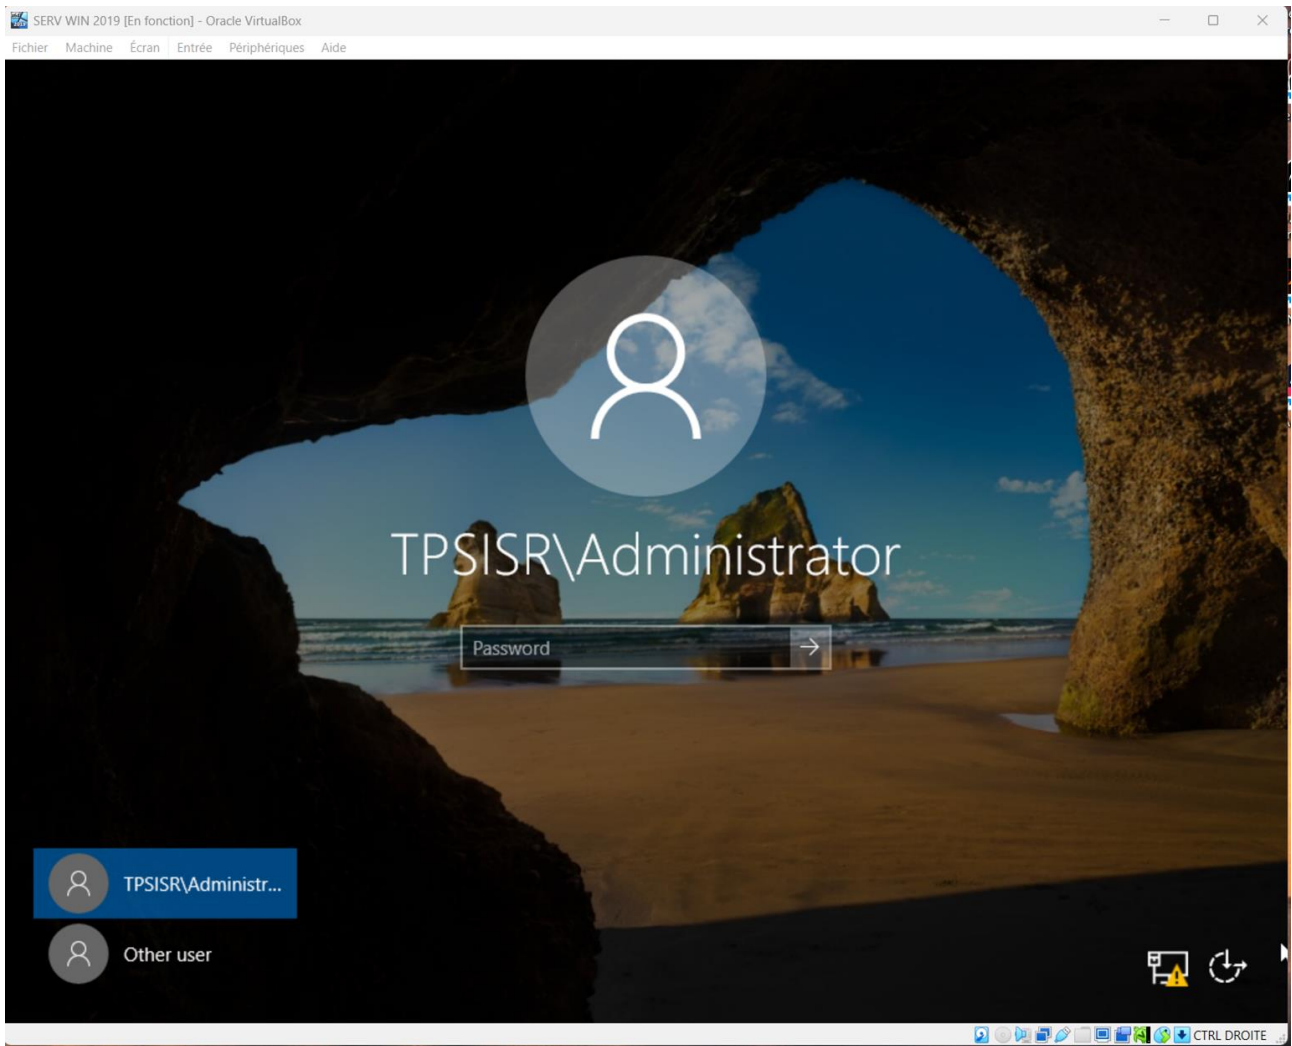 SERV WIN 2019 [En fonction] - Oracle VirtualBox
Fichier Machine Écran Entrée Périphériques Aide
TPSISR\Administrator
Password
TPSISR\Administr...
Other user
CTRL DROITE